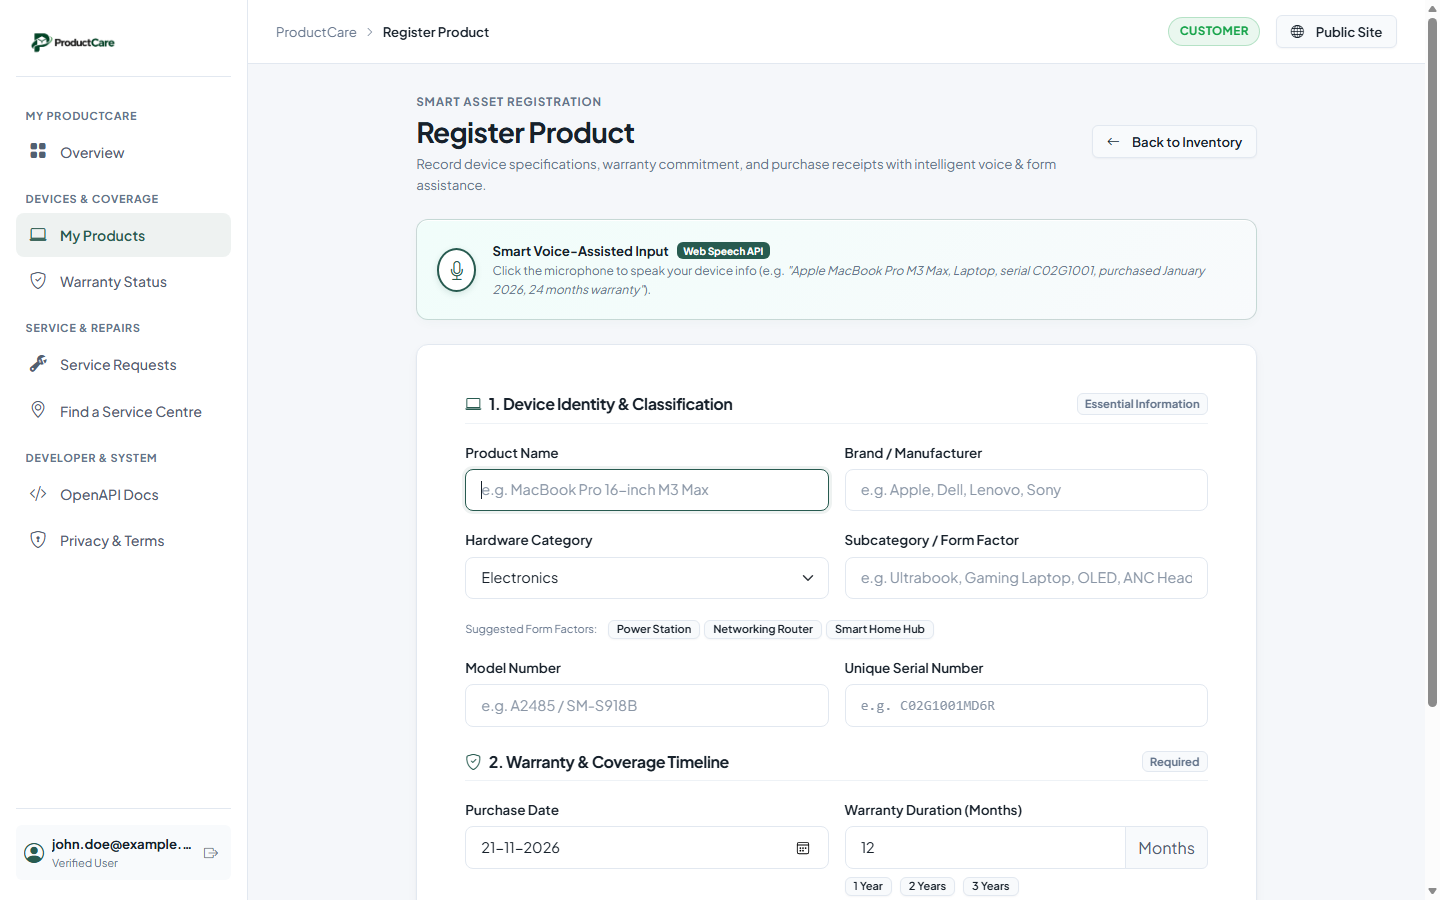 ProductCare
ProductCare > Register Product
CUSTOMER
Public Site
MY PRODUCTCARE
Overview
DEVICES & COVERAGE
My Products
Warranty Status
SERVICE & REPAIRS
Service Requests
Find a Service Centre
DEVELOPER & SYSTEM
OpenAPI Docs
Privacy & Terms
john.doe@example....
Verified User
SMART ASSET REGISTRATION
Register Product
Record device specifications, warranty commitment, and purchase receipts with intelligent voice & form
assistance.
Back to Inventory
Smart Voice-Assisted Input Web Speech API
Click the microphone to speak your device info (e.g. "Apple MacBook Pro M3 Max, Laptop, serial C02G1001, purchased January
2026, 24 months warranty").
1. Device Identity & Classification
Essential Information
Product Name
e.g. MacBook Pro 16-inch M3 Max
Brand / Manufacturer
e.g. Apple, Dell, Lenovo, Sony
Hardware Category
Electronics
Subcategory / Form Factor
e.g. Ultrabook, Gaming Laptop, OLED, ANC Head
Suggested Form Factors: Power Station Networking Router Smart Home Hub
Model Number
e.g. A2485 / SM-S918B
Unique Serial Number
e.g. C02G1001MD6R
2. Warranty & Coverage Timeline
Required
Purchase Date
21-11-2026
Warranty Duration (Months)
12 Months
1 Year 2 Years 3 Years